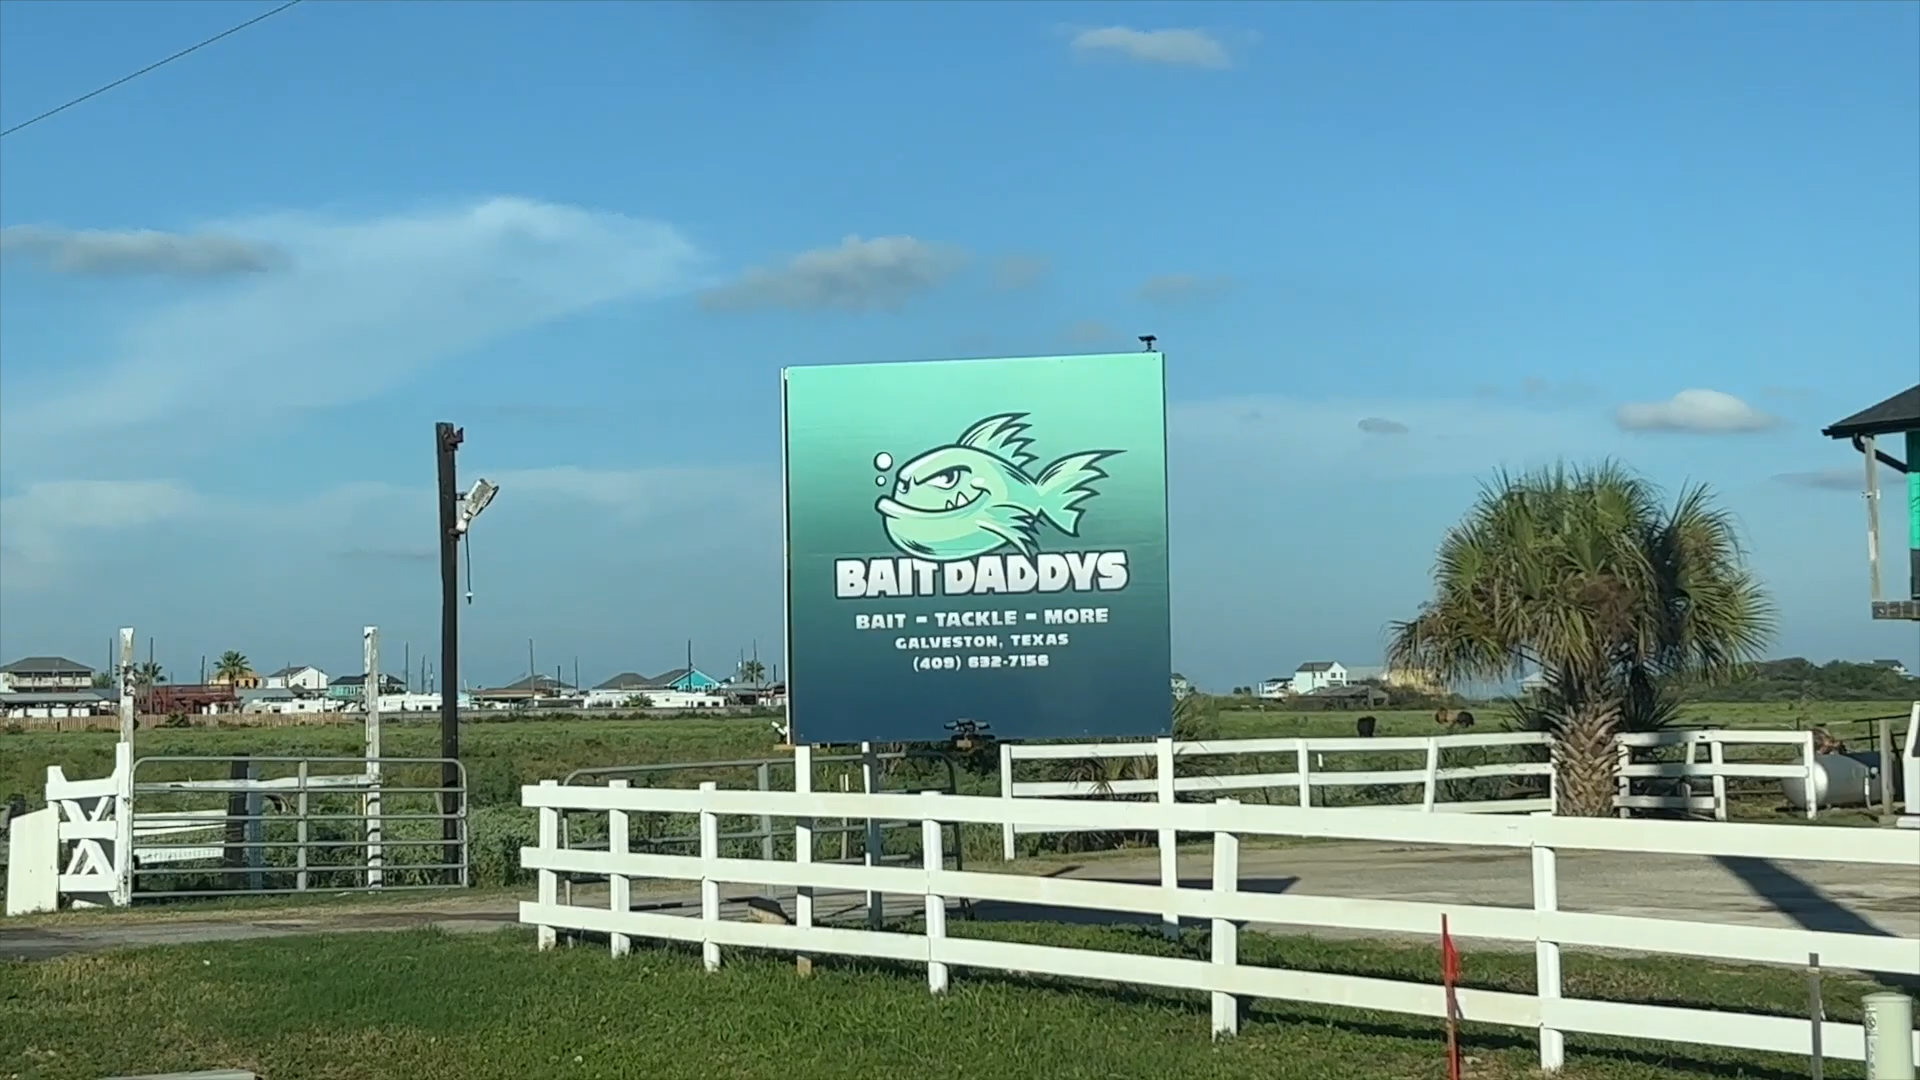 BAIT DADDYS
BAIT - TACKLE - MORE
GALVESTON, TEXAS
(409) 632-7156